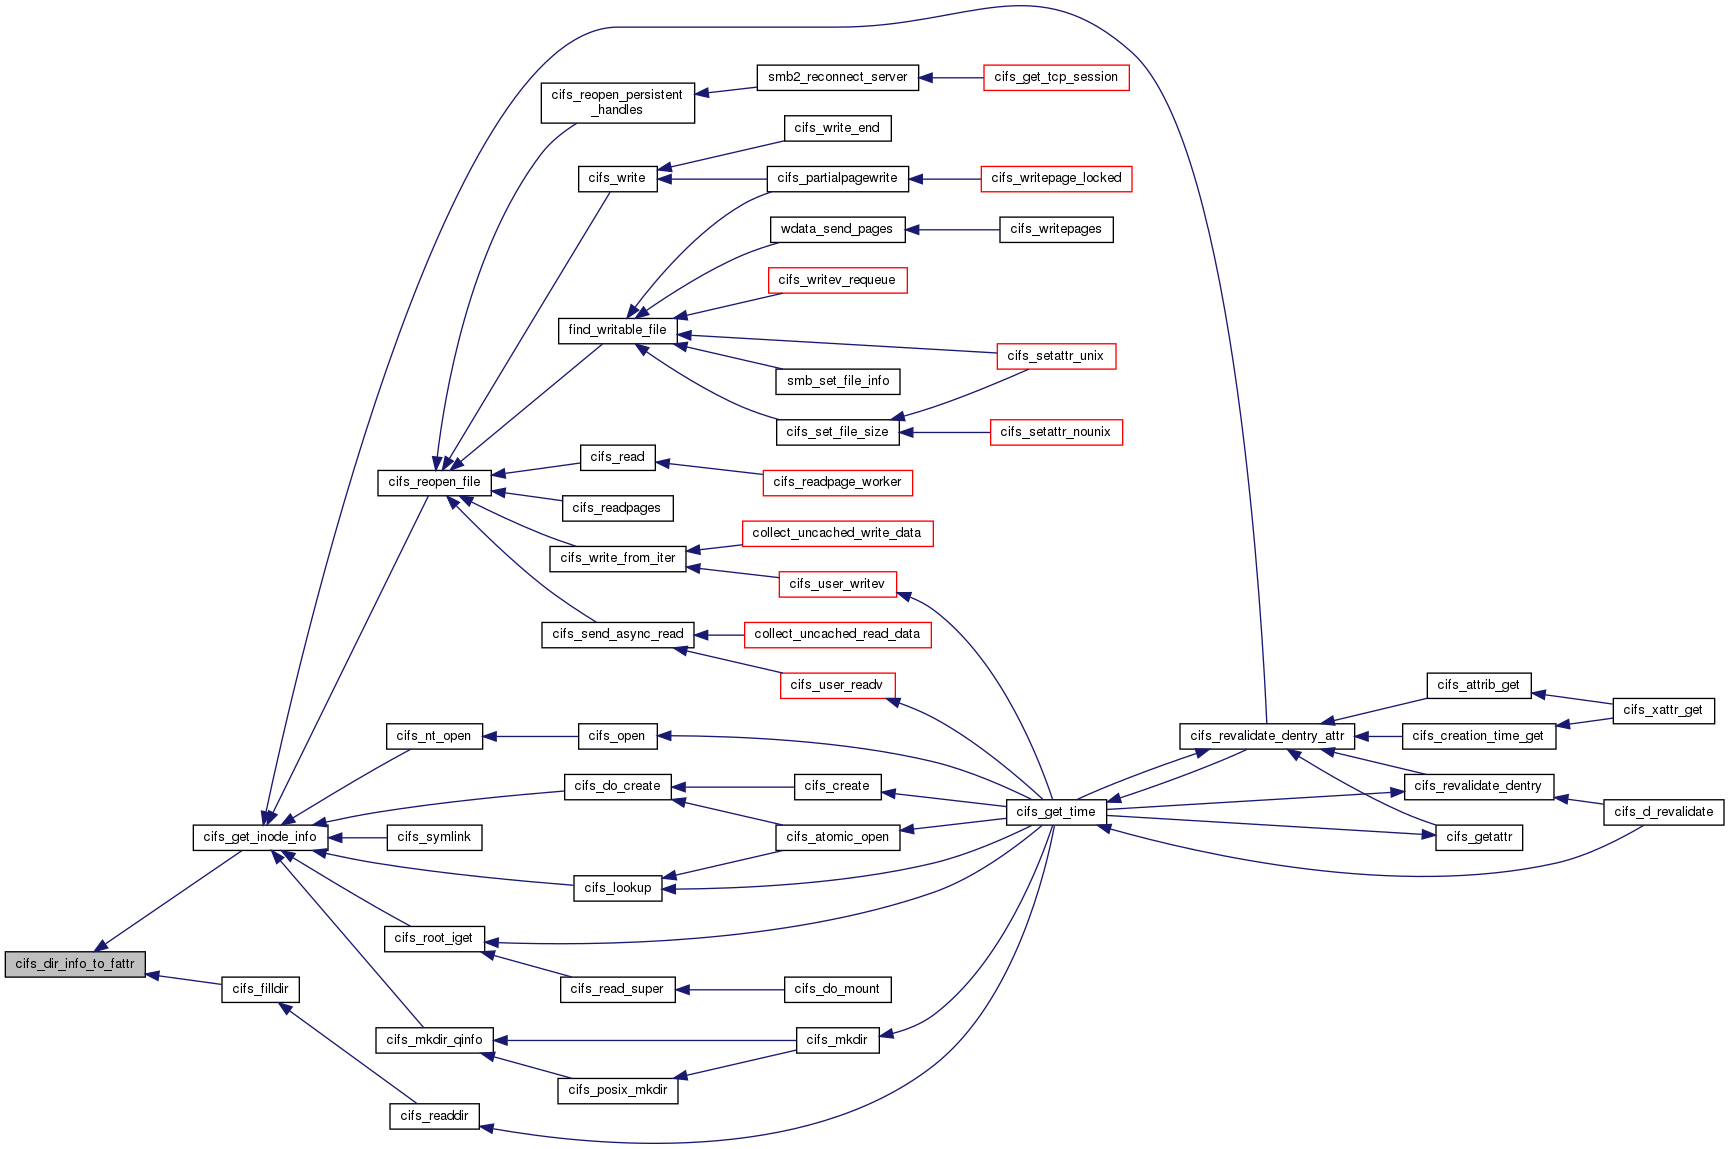 smb2_reconnect_server
cifs_get_tcp_session
cifs_reopen_persistent
_handles
cifs_write_end
cifs_write
cifs_partialpagewrite
cifs_writepage_locked
wdata_send_pages
cifs_writepages
cifs_writev_requeue
find_writable_file
cifs_setattr_unix
smb_set_file_info
cifs_set_file_size
cifs_setattr_nounix
cifs_read
cifs_reopen_file
cifs_readpage_worker
cifs_readpages
collect_uncached_write_data
cifs_write_from_iter
cifs_user_writev
cifs_send_async_read
collect_uncached_read_data
cifs_user_readv
cifs_attrib_get
cifs_xattr_get
cifs_nt_open
cifs_open
cifs_revalidate_dentry_attr
cifs_creation_time_get
cifs_do_create
cifs_create
cifs_revalidate_dentry
cifs_get_time
cifs_d_revalidate
cifs_get_inode_info
cifs_symlink
cifs_atomic_open
cifs_getattr
cifs_lookup
cifs_root_iget
cifs_dir_info_to_fattr
cifs_filldir
cifs_read_super
cifs_do_mount
cifs_mkdir_qinfo
cifs_mkdir
cifs_posix_mkdir
cifs_readdir